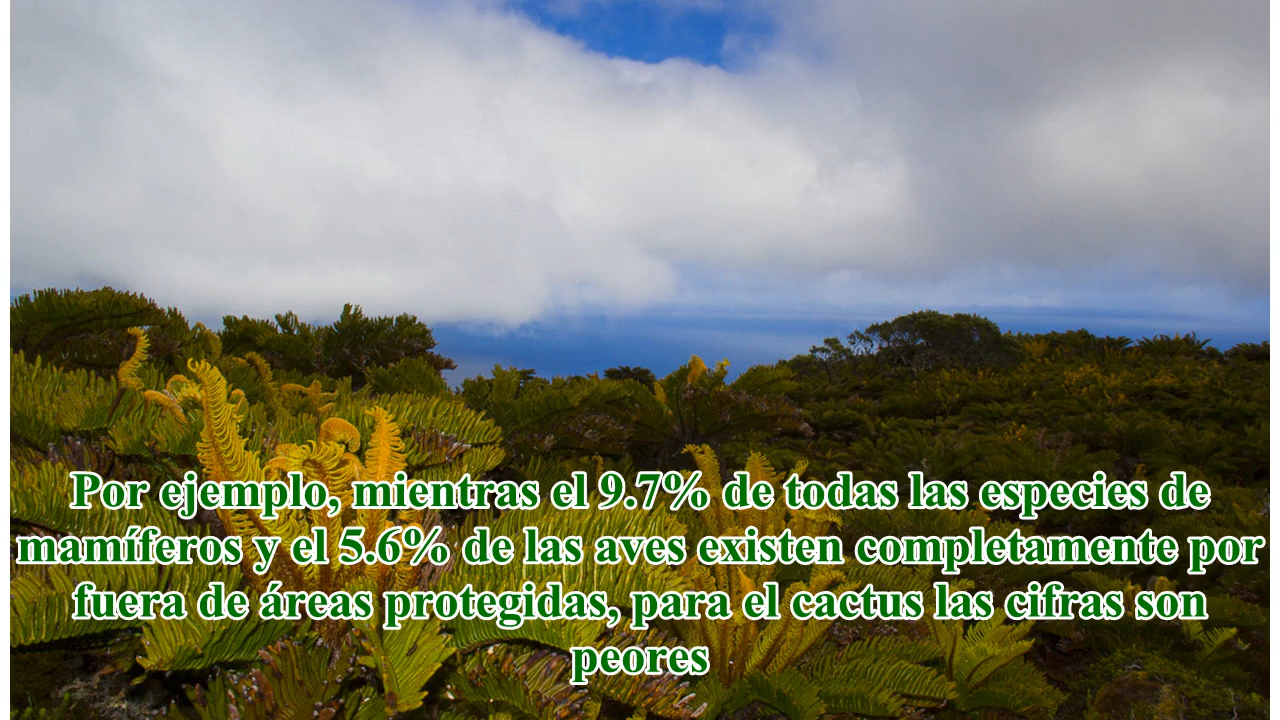 Por ejemplo, mientras el 9.7% de todas las especies de
mamíferos y el 5.6% de las aves existen completamente por
fuera de áreas protegidas, para el cactus las cifras son
peores